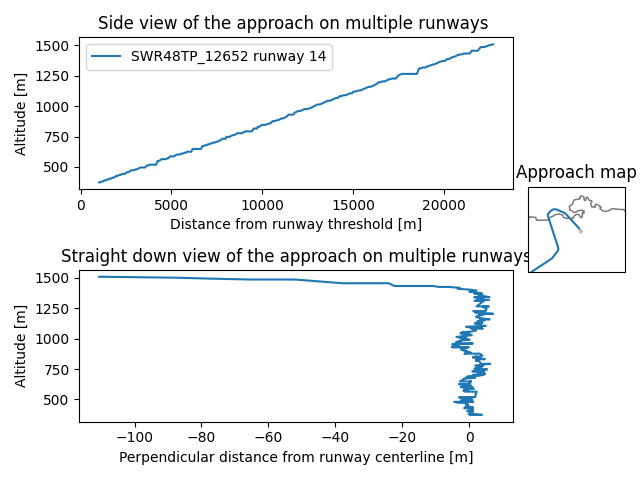 Side view of the approach on multiple runways
1500
1250
1000
750
500
Altitude [m]
SWR48TP_12652 runway 14
0
5000
10000
15000
20000
Distance from runway threshold [m]
Approach map
Straight down view of the approach on multiple runways
1500
1250
1000
750
500
Altitude [m]
−100
−80
−60
−40
−20
0
Perpendicular distance from runway centerline [m]